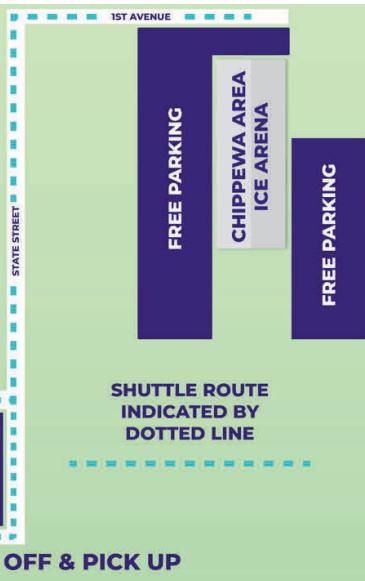 1ST AVENUE
FREE PARKING
CHIPPEWA AREA
ICE ARENA
FREE PARKING
STATE STREET
SHUTTLE ROUTE
INDICATED BY
DOTTED LINE
OFF & PICK UP